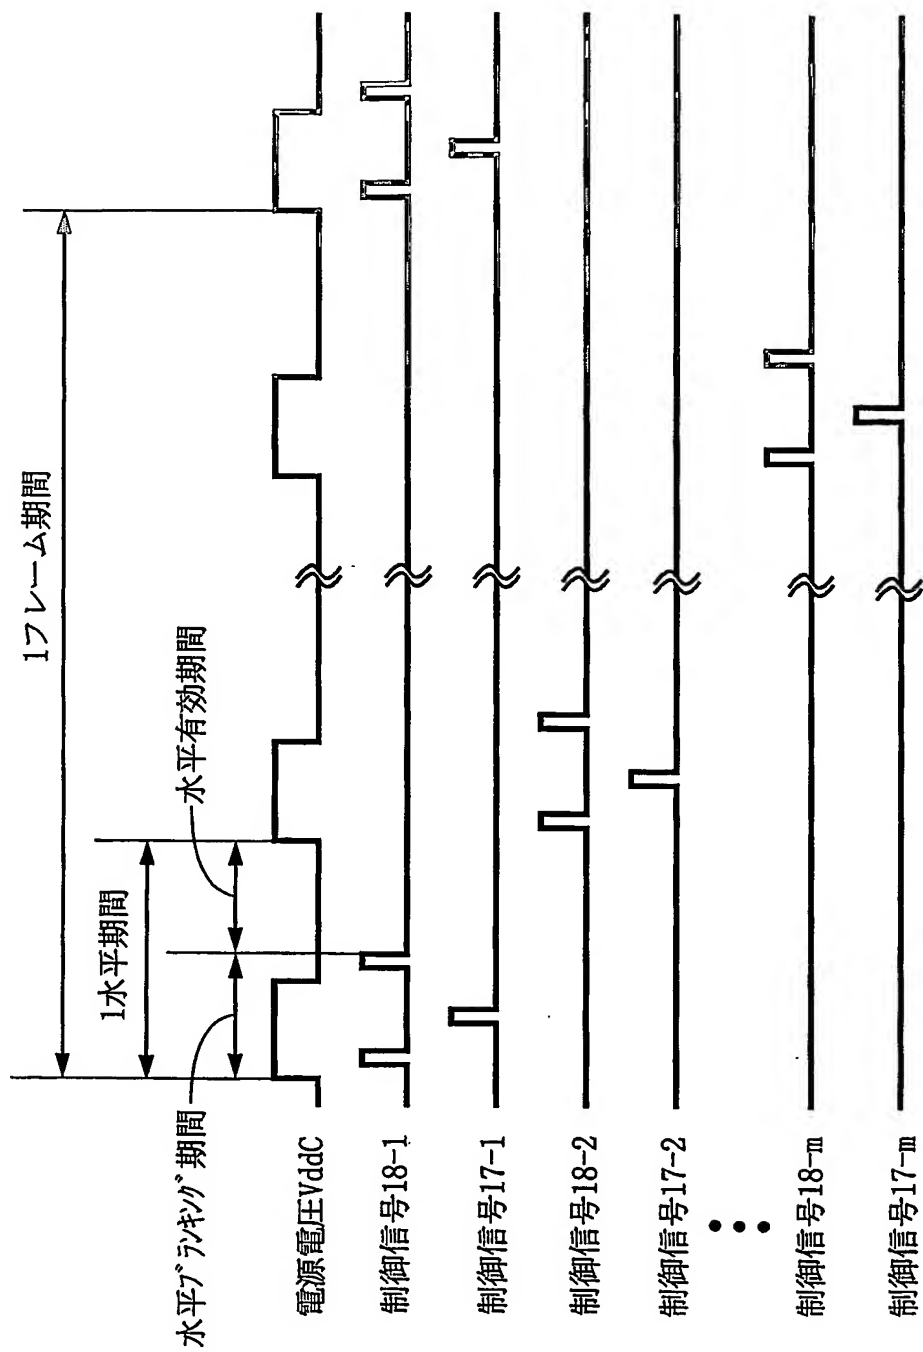 1フレーム期間
1水平期間
水平ブランキング期間
水平有効期間
電源電圧VddC
制御信号18-1
制御信号17-1
制御信号18-2
制御信号17-2
制御信号18-m
制御信号17-m